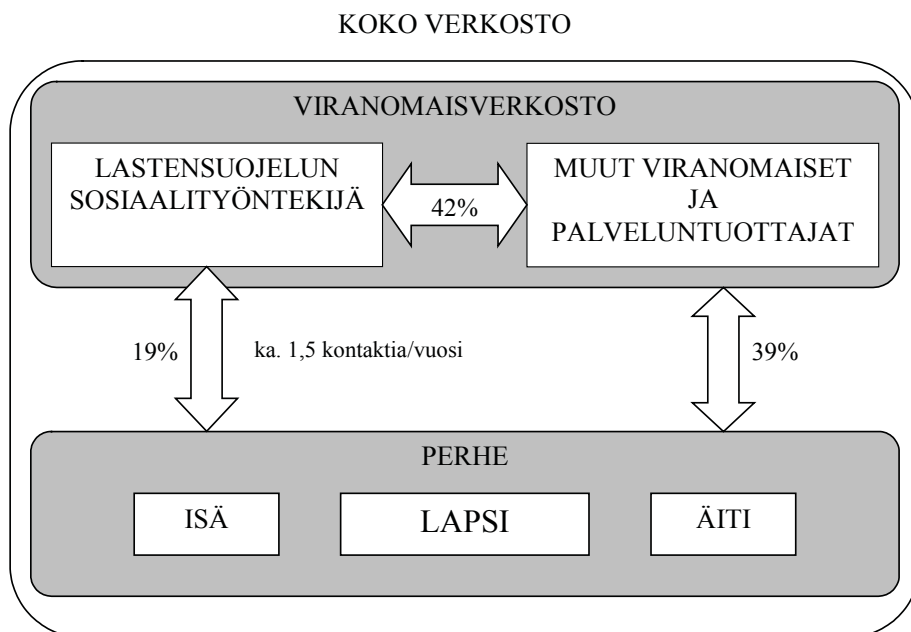 KOKO VERKOSTO
VIRANOMAISVERKOSTO
LASTENSUOJELUN
SOSIAALITYÖNTEKIJÄ
42%
MUUT VIRANOMAISET
JA
PALVELUNTUOTTAJAT
19%
ka. 1,5 kontaktia/vuosi
39%
PERHE
ISÄ
LAPSI
ÄITI